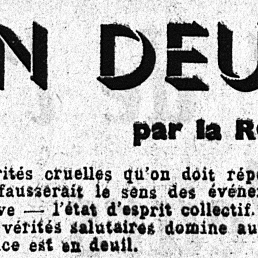 N DEU
par la R
rités cruelles qu'on doit rép
fausserait le sens des événe
ve — l'état d'esprit collectif.
vérités salutaires domine au
ce est en deuil.